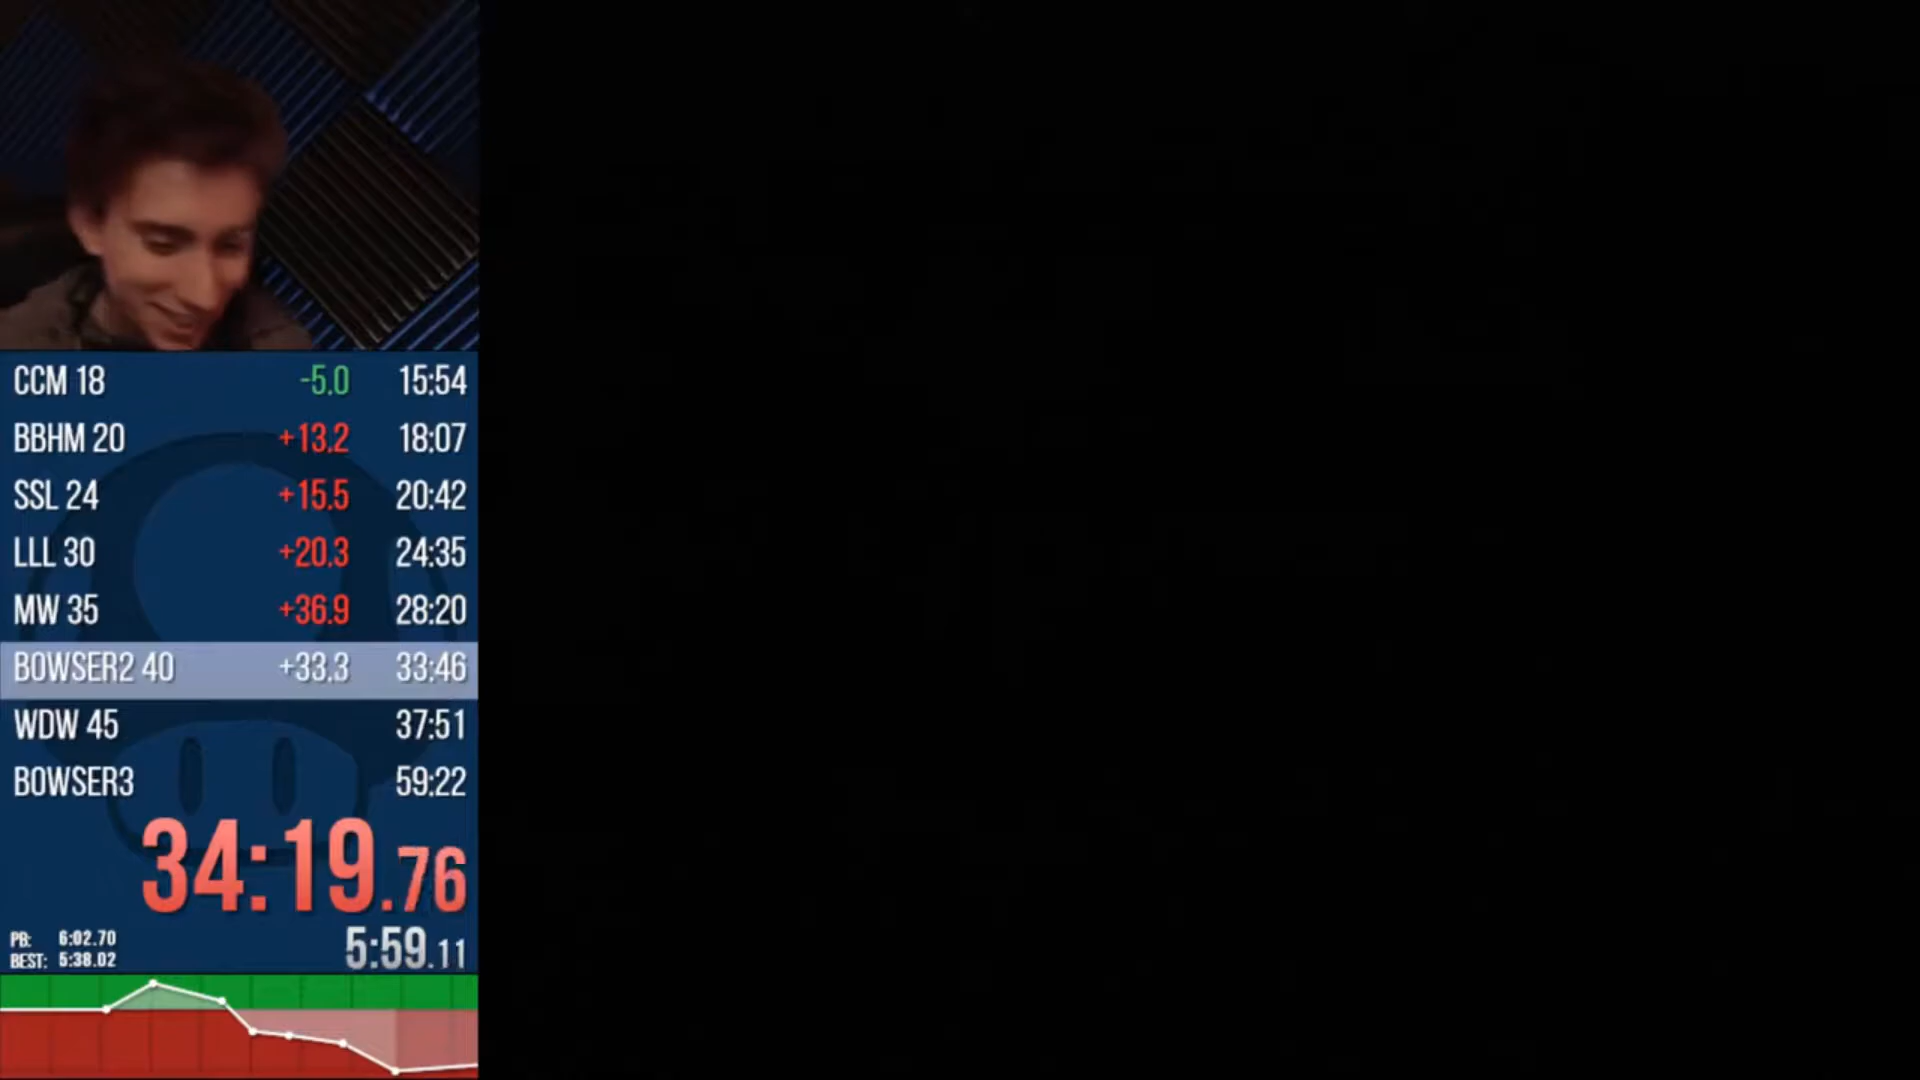 CCM 18 -5.0 15:54
BBHM 20 +13.2 18:07
SSL 24 +15.5 20:42
LLL 30 +20.3 24:35
MW 35 +36.9 28:20
BOWSER2 40 +33.3 33:46
WDW 45 37:51
BOWSER3 59:22
34:19.76
PB: 6:02.70 5:59.11
BEST: 5:38.02